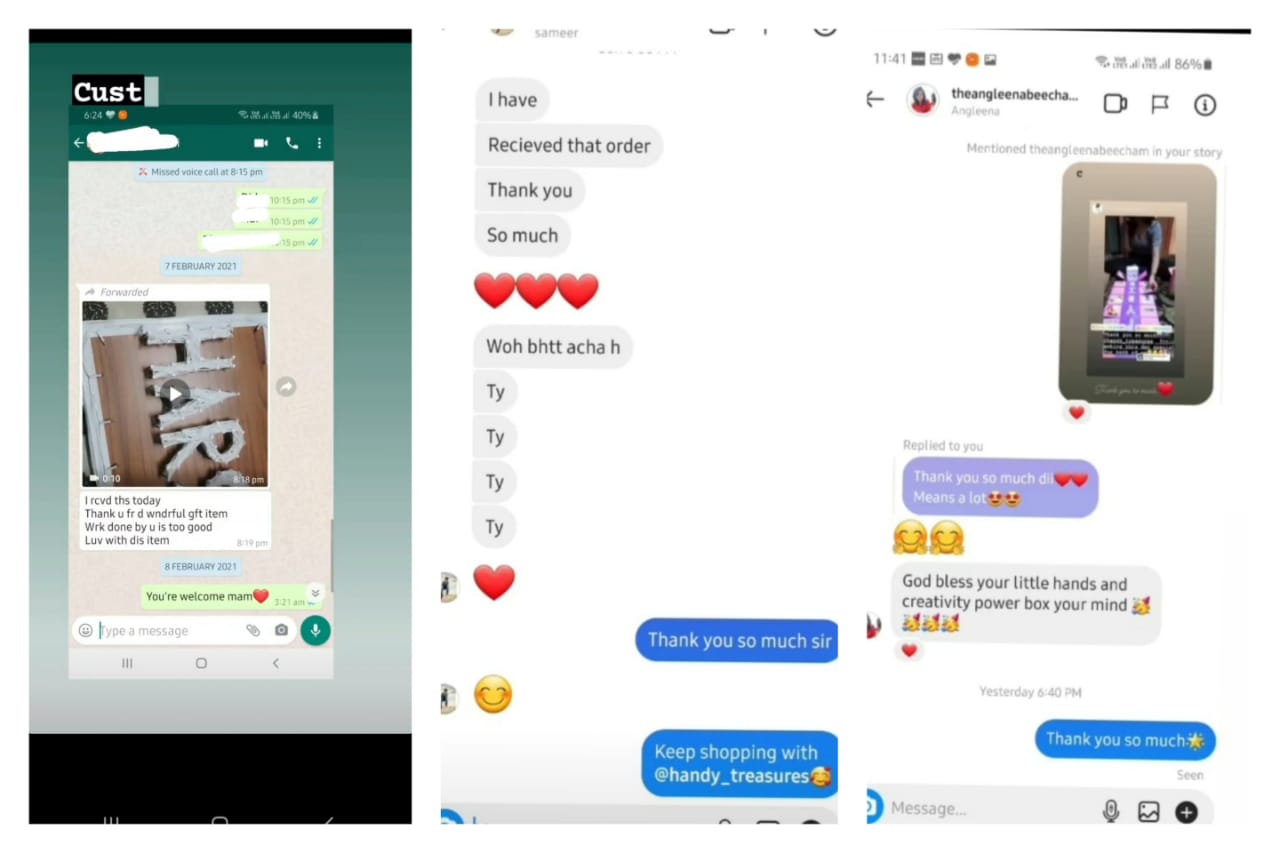 Cust
6:24
40%
Missed voice call at 8:15 pm
10:15 pm
10:15 pm
:15 pm
7 FEBRUARY 2021
Forwarded
HAR
0:10
8:18 pm
I rcvd ths today
Thank u fr d wndrful gft item
Wrk done by u is too good
Luv with dis item
8:19 pm
8 FEBRUARY 2021
You're welcome mam❤️
3:21 am
Type a message
sameer
I have
Recieved that order
Thank you
So much
❤️❤️❤️
Woh bhtt acha h
Ty
Ty
Ty
Ty
❤️
Thank you so much sir
😊
Keep shopping with
@handy_treasures🥰
11:41
86%
theangleenabeecha...
Angleena
Mentioned theangleenabeecham in your story
Thank you so much❤️
❤️
Replied to you
Thank you so much dii❤️❤️
Means a lot😍😍
🤗🤗
God bless your little hands and
creativity power box your mind 🥳
🥳🥳🥳
❤️
Yesterday 6:40 PM
Thank you so much🌟
Seen
Message...